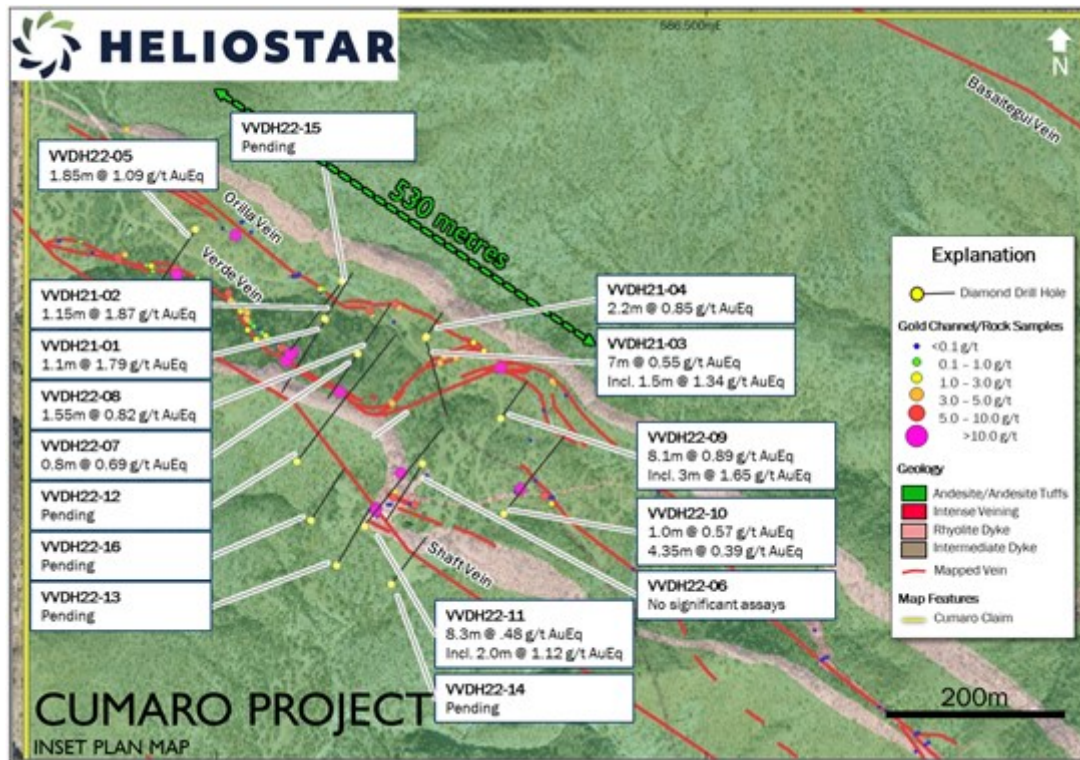 HELIOSTAR
586,500mE
N
Basaitegui Vein
VVDH22-15
Pending
VVDH22-05
1.85m @ 1.09 g/t AuEq
530 metres
Orilla Vein
Verde Vein
VVDH21-02
1.15m @ 1.87 g/t AuEq
VVDH21-01
1.1m @ 1.79 g/t AuEq
VVDH22-08
1.55m @ 0.82 g/t AuEq
VVDH22-07
0.8m @ 0.69 g/t AuEq
VVDH22-12
Pending
VVDH22-16
Pending
VVDH22-13
Pending
VVDH21-04
2.2m @ 0.85 g/t AuEq
VVDH21-03
7m @ 0.55 g/t AuEq
Incl. 1.5m @ 1.34 g/t AuEq
VVDH22-09
8.1m @ 0.89 g/t AuEq
Incl. 3m @ 1.65 g/t AuEq
VVDH22-10
1.0m @ 0.57 g/t AuEq
4.35m @ 0.39 g/t AuEq
VVDH22-06
No significant assays
Shaft Vein
VVDH22-11
8.3m @ .48 g/t AuEq
Incl. 2.0m @ 1.12 g/t AuEq
VVDH22-14
Pending
Explanation
Diamond Drill Hole
Gold Channel/Rock Samples
<0.1 g/t
0.1 – 1.0 g/t
1.0 – 3.0 g/t
3.0 – 5.0 g/t
5.0 – 10.0 g/t
>10.0 g/t
Geology
Andesite/Andesite Tuffs
Intense Veining
Rhyolite Dyke
Intermediate Dyke
Mapped Vein
Map Features
Cumaro Claim
200m
CUMARO PROJECT
INSET PLAN MAP